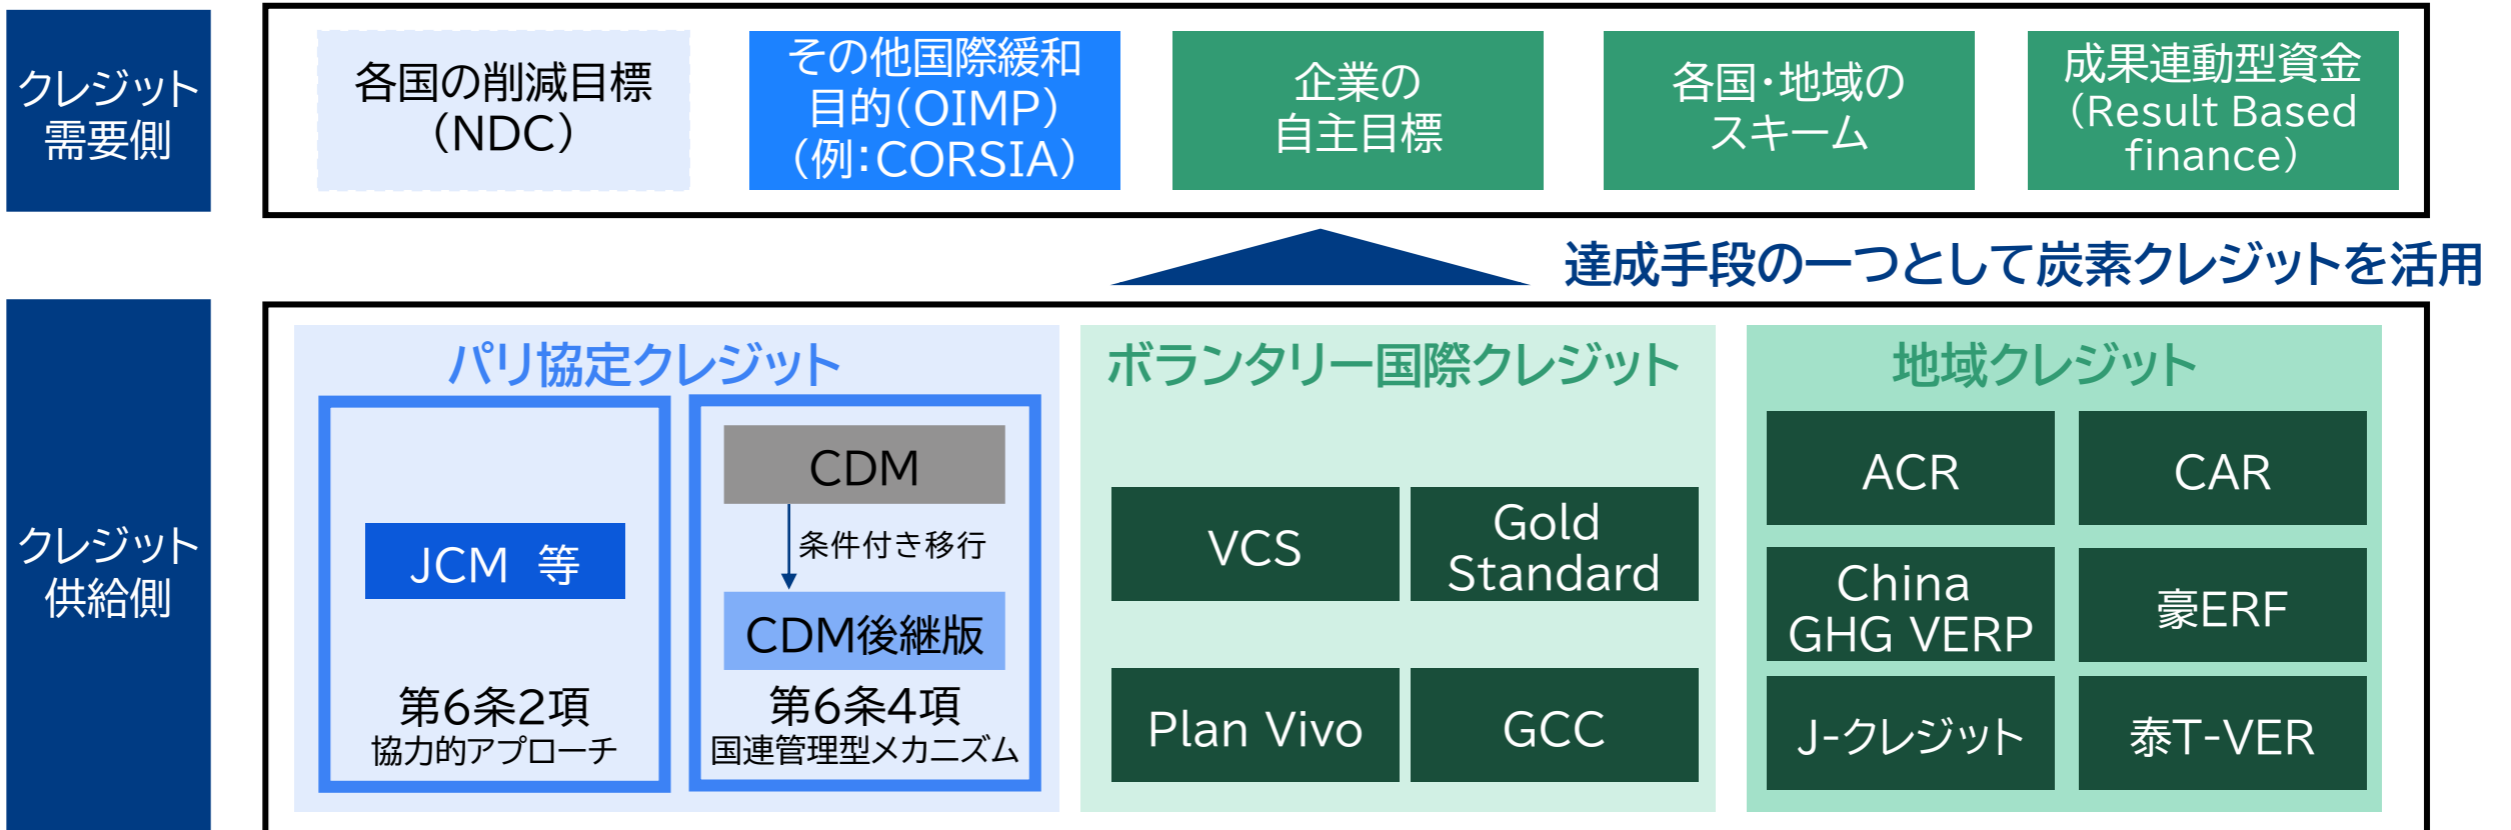 クレジット
需要側
各国の削減目標
（NDC）
その他国際緩和
目的（OIMP）
（例：CORSIA）
企業の
自主目標
各国・地域の
スキーム
成果連動型資金
（Result Based
finance）
達成手段の一つとして炭素クレジットを活用
クレジット
供給側
パリ協定クレジット
JCM 等
第6条2項
協力的アプローチ
CDM
条件付き移行
CDM後継版
第6条4項
国連管理型メカニズム
ボランタリー国際クレジット
VCS
Gold
Standard
Plan Vivo
GCC
地域クレジット
ACR
CAR
China
GHG VERP
豪ERF
J-クレジット
泰T-VER